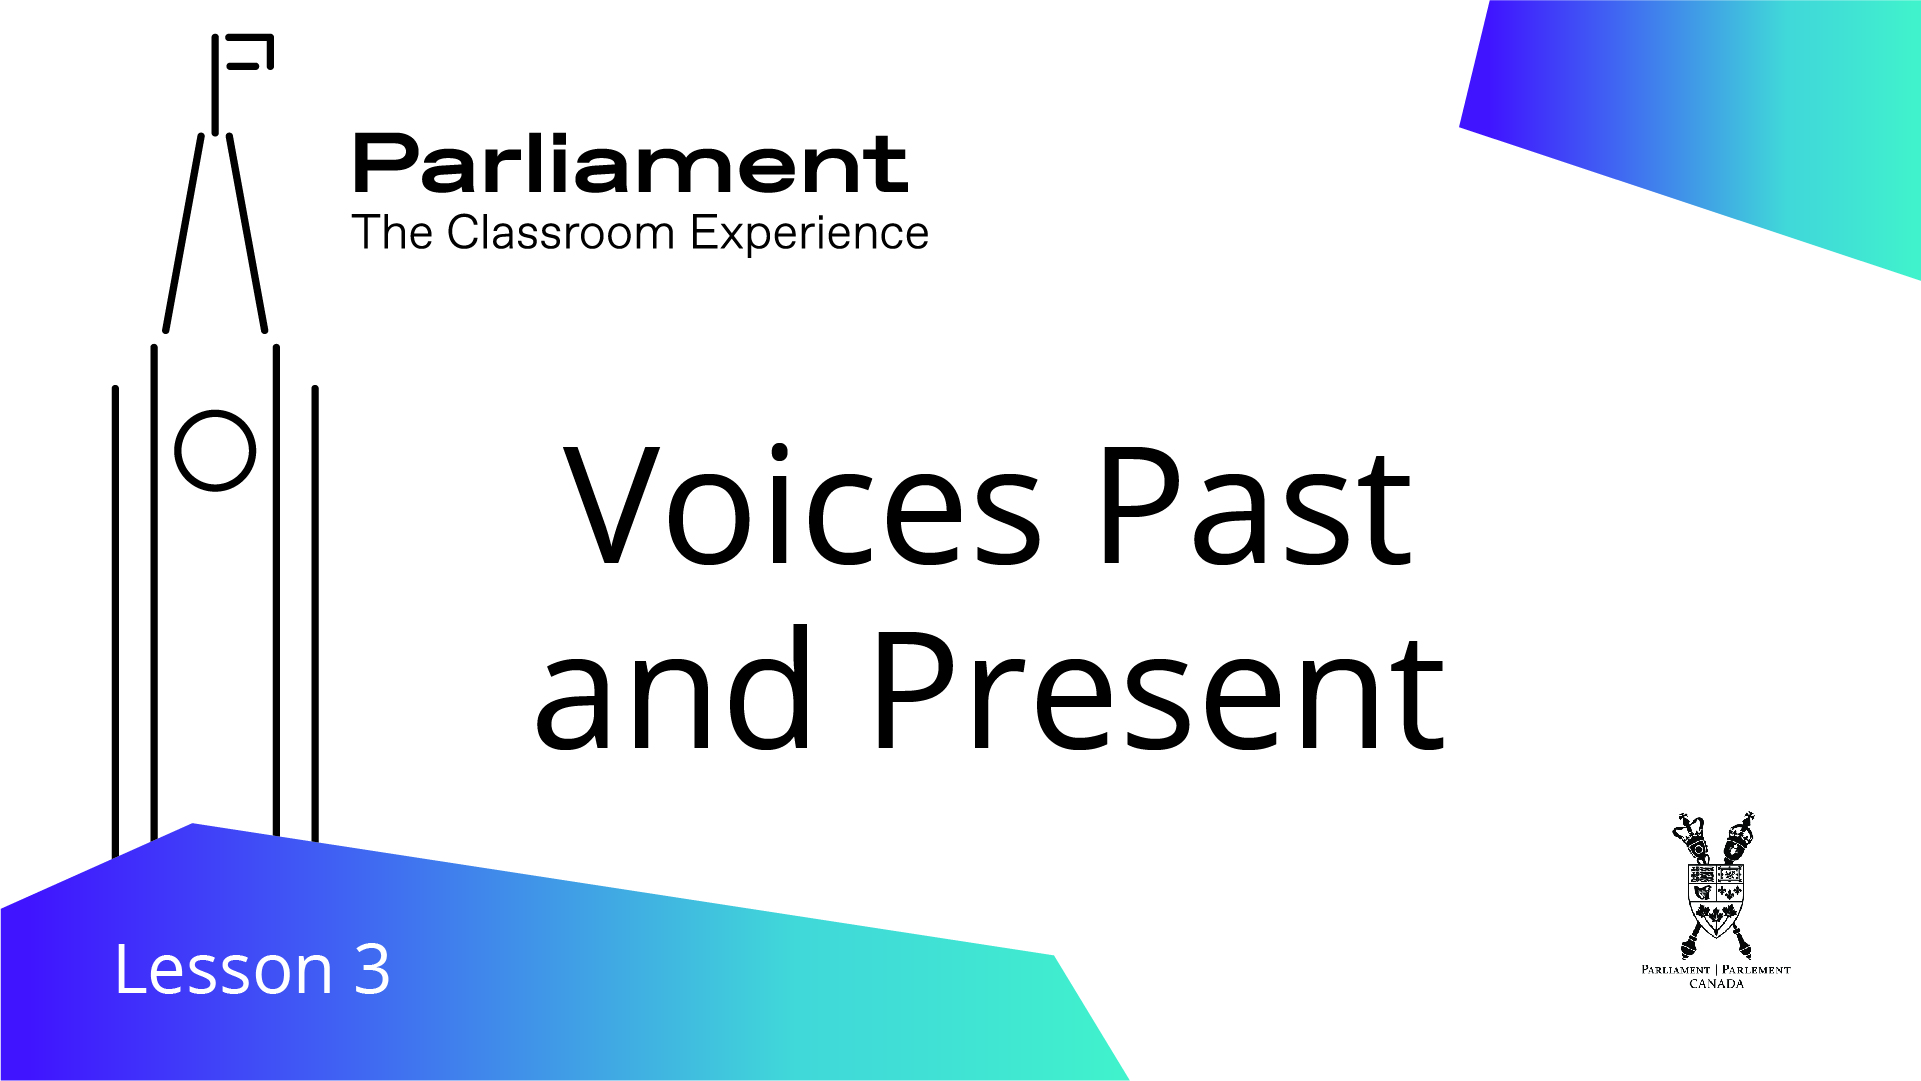 Parliament
The Classroom Experience
Voices Past
and Present
Lesson 3
PARLIAMENT | PARLEMENT
CANADA